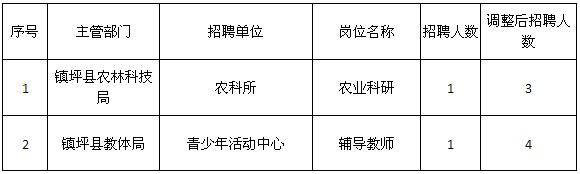 序号 主管部门 招聘单位 岗位名称 招聘人数 调整后招聘人数
1 镇坪县农林科技局 农科所 农业科研 1 3
2 镇坪县教体局 青少年活动中心 辅导教师 1 4